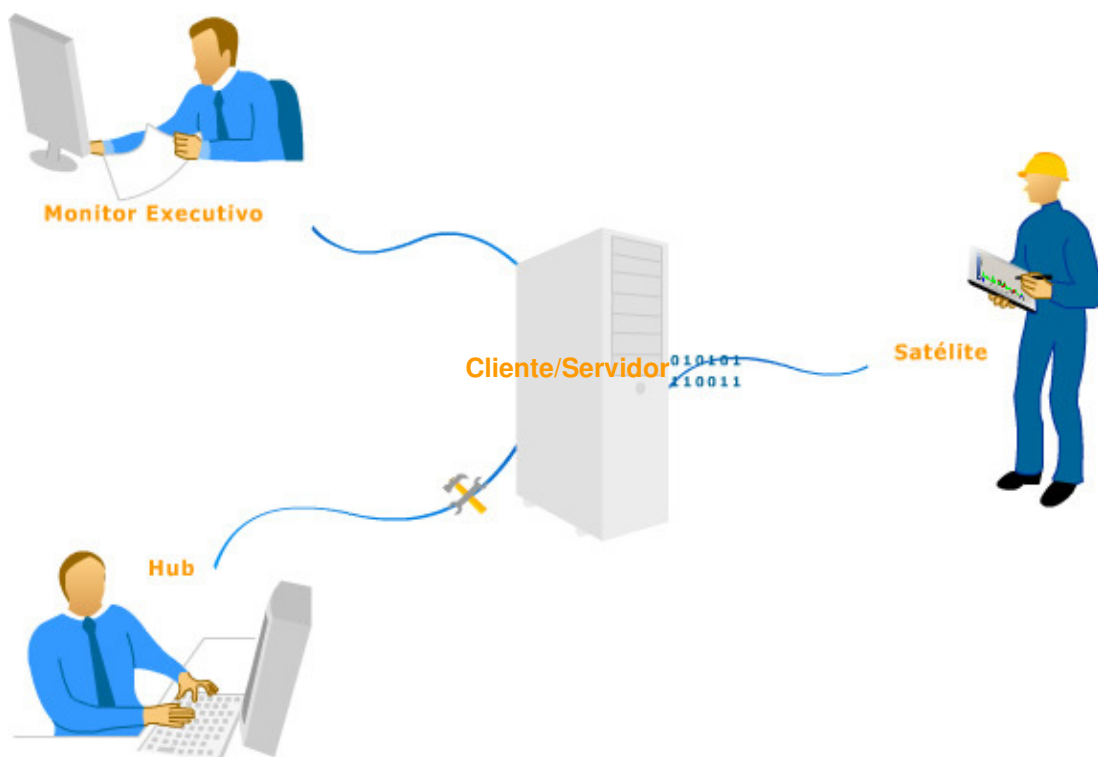 Monitor Executivo
Cliente/Servidor
010101
110011
Satélite
Hub